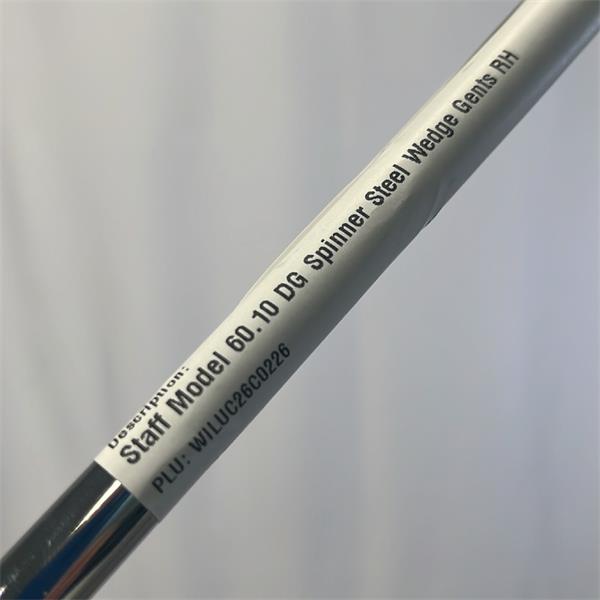 Description:
Staff Model 60.10 DG Spinner Steel Wedge Gents RH
PLU: WILUC26C0226